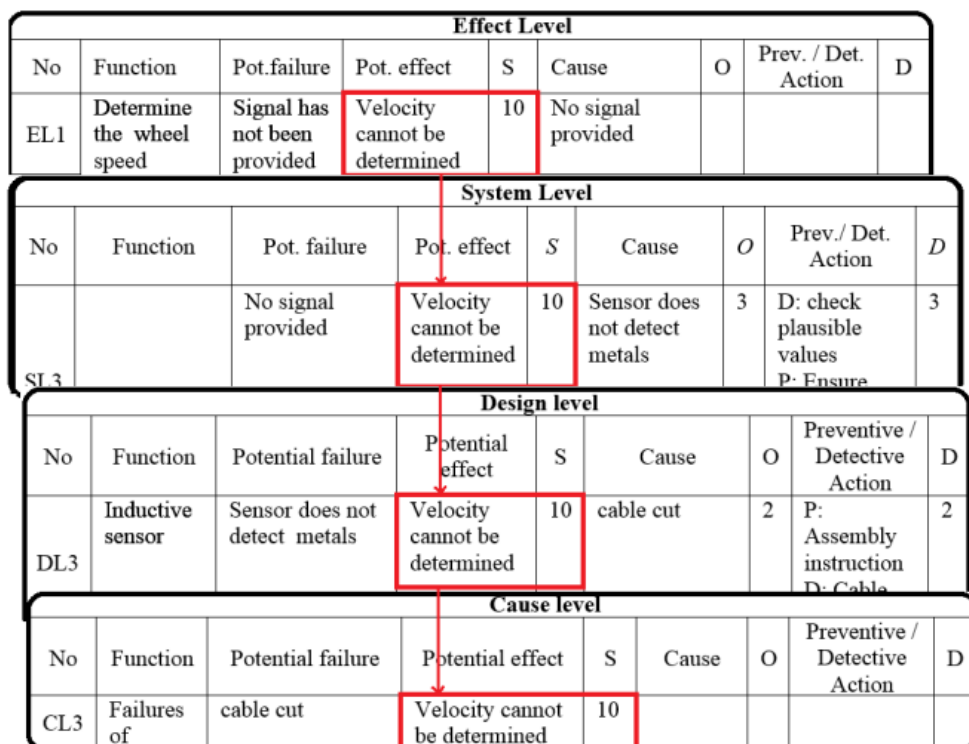 Effect Level
No Function Pot.failure Pot. effect S Cause O Prev. / Det. Action D
EL1 Determine the wheel speed Signal has not been provided Velocity cannot be determined 10 No signal provided
System Level
No Function Pot. failure Pot. effect S Cause O Prev./ Det. Action D
SL3 No signal provided Velocity cannot be determined 10 Sensor does not detect metals 3 D: check plausible values P: Ensure 3
Design level
No Function Potential failure Potential effect S Cause O Preventive / Detective Action D
DL3 Inductive sensor Sensor does not detect metals Velocity cannot be determined 10 cable cut 2 P: Assembly instruction D: Cable 2
Cause level
No Function Potential failure Potential effect S Cause O Preventive / Detective Action D
CL3 Failures of cable cut Velocity cannot be determined 10